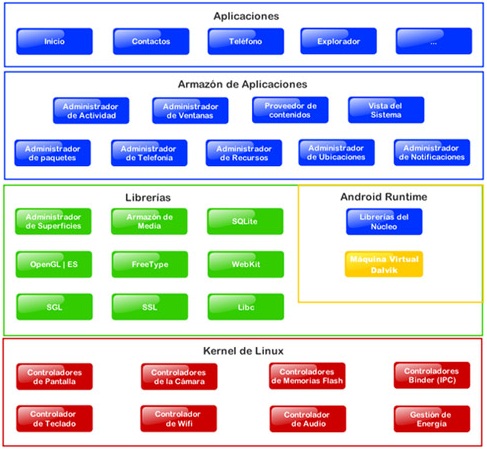 Aplicaciones
Inicio
Contactos
Teléfono
Explorador
...
Armazón de Aplicaciones
Administrador
de Actividad
Administrador
de Ventanas
Proveedor de
contenidos
Vista del
Sistema
Administrador
de paquetes
Administrador
de Telefonía
Administrador
de Recursos
Administrador
de Ubicaciones
Administrador
de Notificaciones
Librerías
Administrador
de Superficies
Armazón de
Media
SQLite
OpenGL | ES
FreeType
WebKit
SGL
SSL
Libc
Android Runtime
Librerías del
Núcleo
Máquina Virtual
Dalvik
Kernel de Linux
Controladores
de Pantalla
Controladores
de la Cámara
Controladores
de Memorias Flash
Controladores
Binder (IPC)
Controlador
de Teclado
Controlador
de Wifi
Controlador
de Audio
Gestión de
Energía